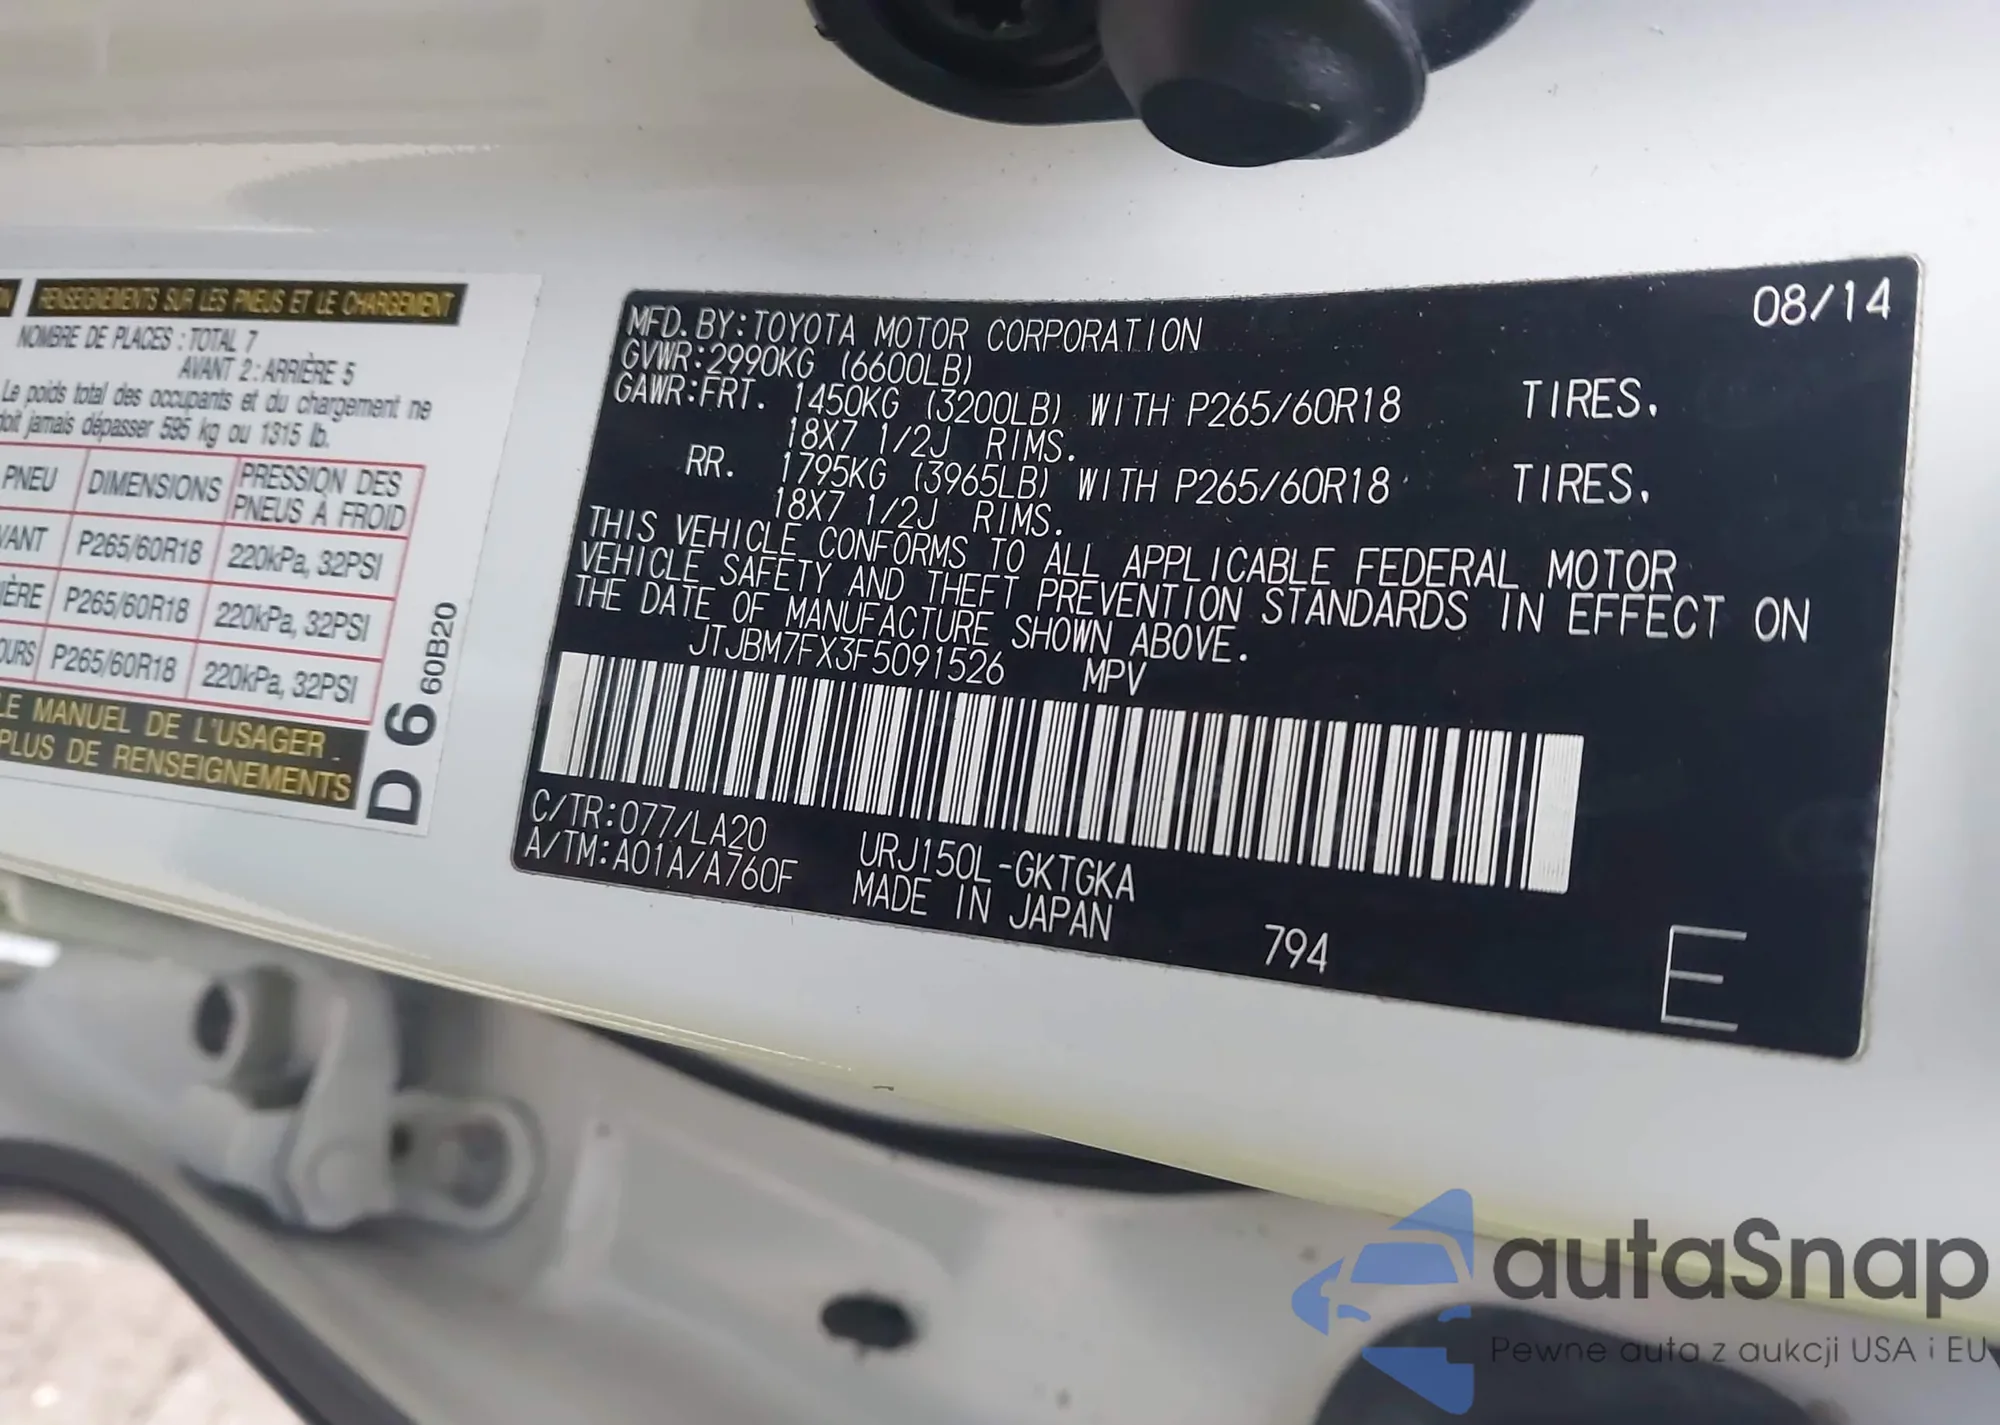 RENSEIGNEMENTS SUR LES PNEUS ET LE CHARGEMENT
NOMBRE DE PLACES : TOTAL 7
AVANT 2 : ARRIÈRE 5
Le poids total des occupants et du chargement ne
doit jamais dépasser 595 kg ou 1315 lb.
PNEU DIMENSIONS PRESSION DES PNEUS À FROID
AVANT P265/60R18 220kPa, 32PSI
P265/60R18 220kPa, 32PSI
P265/60R18 220kPa, 32PSI
LE MANUEL DE L'USAGER
PLUS DE RENSEIGNEMENTS
D 6 60B20
08/14
MFD. BY: TOYOTA MOTOR CORPORATION
GVWR: 2990KG (6600LB)
GAWR: FRT. 1450KG (3200LB) WITH P265/60R18 TIRES.
18X7 1/2J RIMS.
RR. 1795KG (3965LB) WITH P265/60R18 TIRES.
18X7 1/2J RIMS.
THIS VEHICLE CONFORMS TO ALL APPLICABLE FEDERAL MOTOR
VEHICLE SAFETY AND THEFT PREVENTION STANDARDS IN EFFECT ON
THE DATE OF MANUFACTURE SHOWN ABOVE.
JTJBM7FX3F5091526 MPV
C/TR: 077/LA20 URJ150L-GKTGKA
A/TM: A01A/A760F MADE IN JAPAN
794
E
autaSnap
Pewne auta z aukcji USA i EU